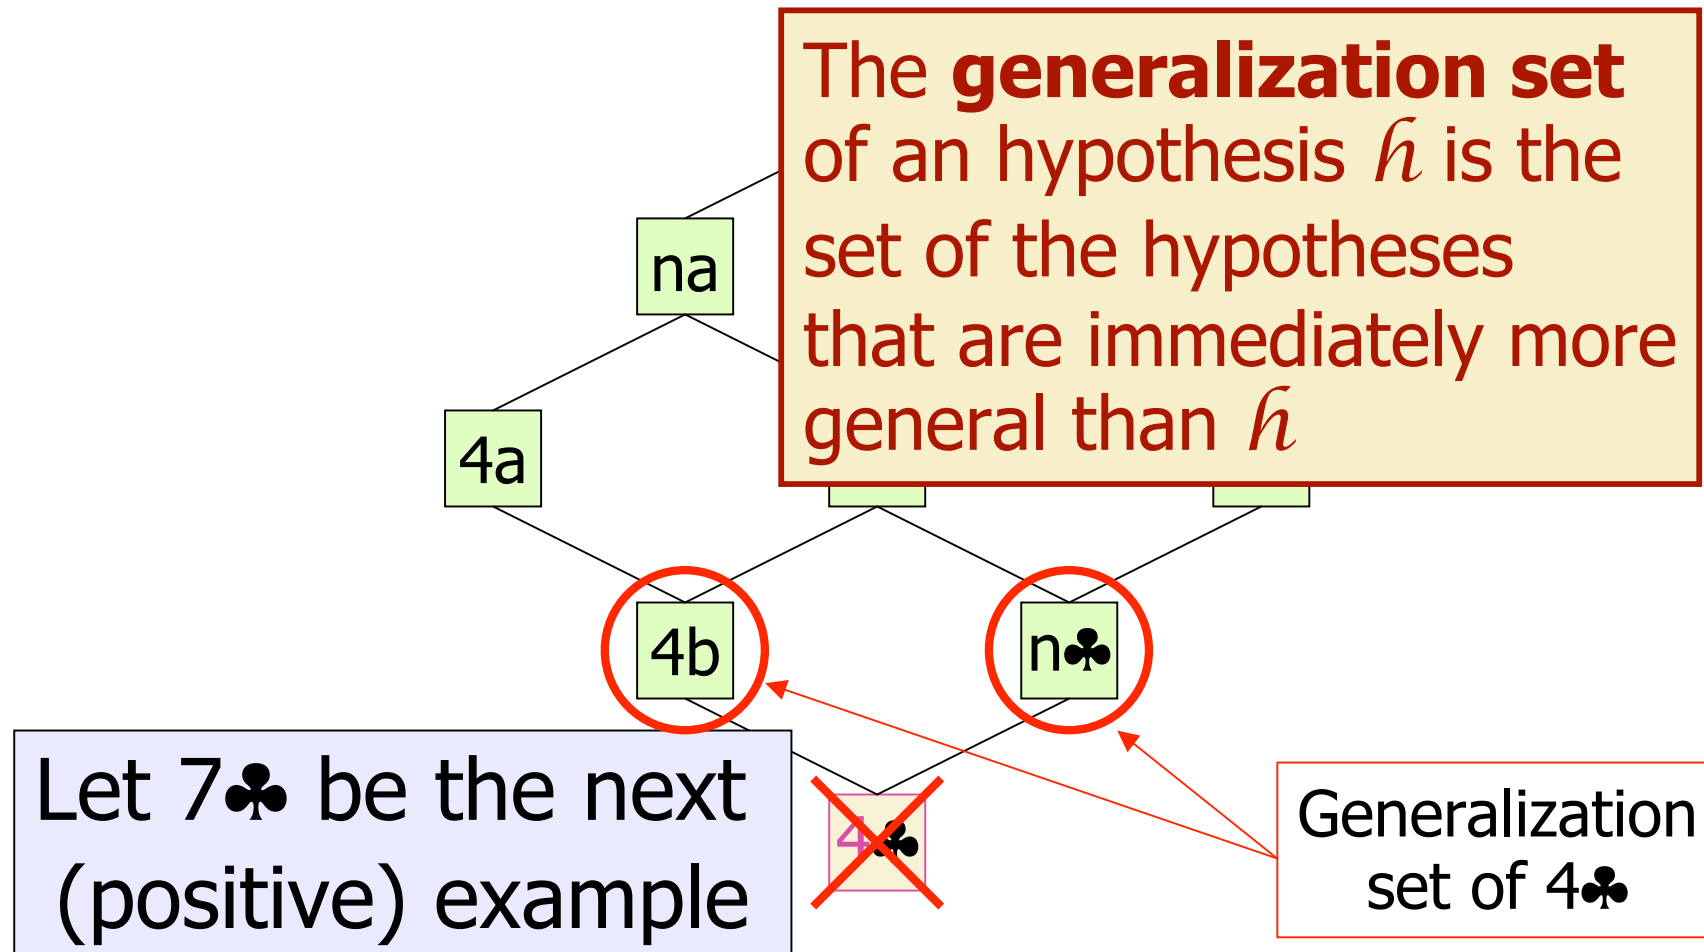 The generalization set
of an hypothesis h is the
set of the hypotheses
that are immediately more
general than h
na
4a
4b
n♣
Let 7♣ be the next
(positive) example
4♣
Generalization
set of 4♣